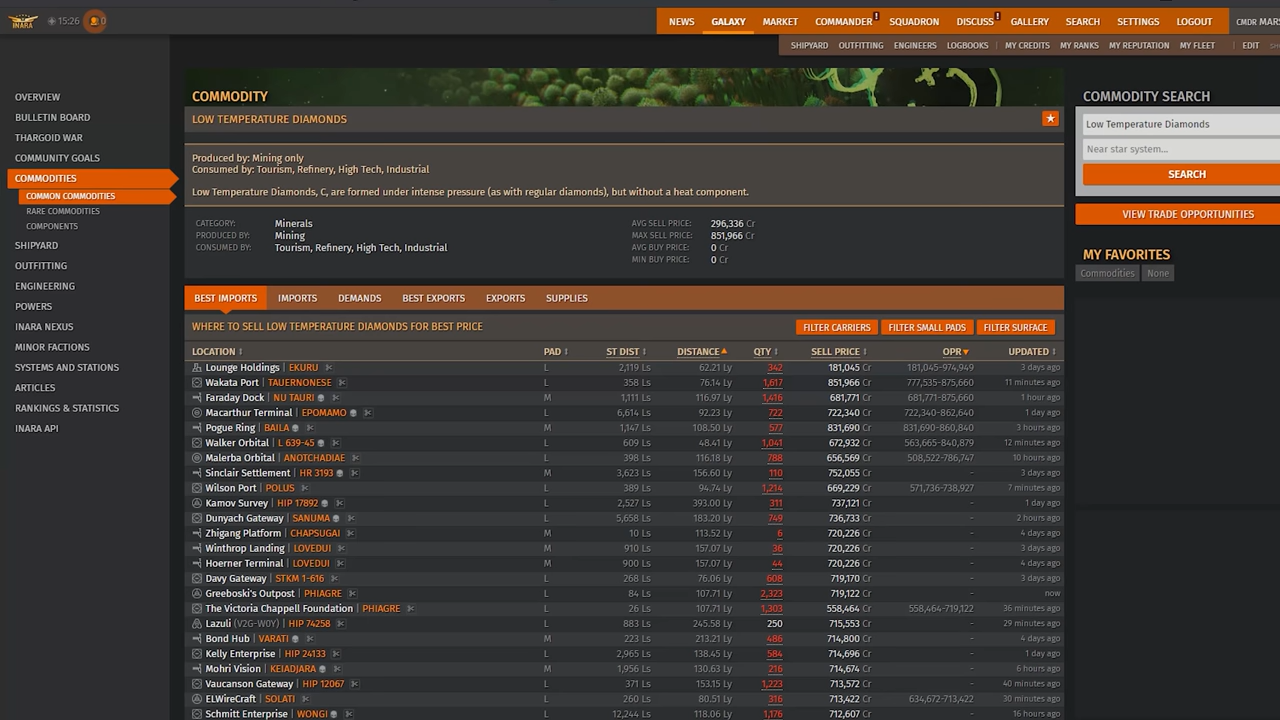 INARA 15:26 0 NEWS GALAXY MARKET COMMANDER! SQUADRON DISCUSS! GALLERY SEARCH SETTINGS LOGOUT CMDR MAR
SHIPYARD OUTFITTING ENGINEERS LOGBOOKS MY CREDITS MY RANKS MY REPUTATION MY FLEET EDIT
OVERVIEW
BULLETIN BOARD
THARGOID WAR
COMMUNITY GOALS
COMMODITIES
COMMON COMMODITIES
RARE COMMODITIES
COMPONENTS
SHIPYARD
OUTFITTING
ENGINEERING
POWERS
INARA NEXUS
MINOR FACTIONS
SYSTEMS AND STATIONS
ARTICLES
RANKINGS & STATISTICS
INARA API
COMMODITY
LOW TEMPERATURE DIAMONDS
Produced by: Mining only
Consumed by: Tourism, Refinery, High Tech, Industrial
Low Temperature Diamonds, C, are formed under intense pressure (as with regular diamonds), but without a heat component.
CATEGORY: Minerals
PRODUCED BY: Mining
CONSUMED BY: Tourism, Refinery, High Tech, Industrial
AVG SELL PRICE: 296,336 Cr
MAX SELL PRICE: 851,966 Cr
AVG BUY PRICE: 0 Cr
MIN BUY PRICE: 0 Cr
BEST IMPORTS IMPORTS DEMANDS BEST EXPORTS EXPORTS SUPPLIES
WHERE TO SELL LOW TEMPERATURE DIAMONDS FOR BEST PRICE FILTER CARRIERS FILTER SMALL PADS FILTER SURFACE
LOCATION PAD ST DIST DISTANCE QTY SELL PRICE OPR UPDATED
Lounge Holdings | EKURU L 2,119 Ls 62.21 Ly 342 181,045 Cr 181,045-974,949 3 days ago
Wakata Port | TAUERNONESE L 358 Ls 76.14 Ly 1,617 851,966 Cr 777,535-875,660 11 minutes ago
Faraday Dock | NU TAURI M 1,111 Ls 116.97 Ly 1,416 681,771 Cr 681,771-875,660 1 hour ago
Macarthur Terminal | EPOMAMO L 6,614 Ls 92.23 Ly 722 722,340 Cr 722,340-862,640 1 day ago
Pogue Ring | BAILA M 1,147 Ls 108.50 Ly 577 831,690 Cr 831,690-860,840 3 hours ago
Walker Orbital | L 639-45 L 609 Ls 48.41 Ly 1,041 672,932 Cr 563,665-840,879 12 minutes ago
Malerba Orbital | ANOTCHADIAE L 398 Ls 116.18 Ly 788 656,569 Cr 508,522-786,747 10 hours ago
Sinclair Settlement | HR 3193 M 3,623 Ls 156.60 Ly 110 752,055 Cr - 3 days ago
Wilson Port | POLUS L 389 Ls 94.74 Ly 1,214 669,229 Cr 571,736-738,927 7 minutes ago
Kamov Survey | HIP 17892 L 2,527 Ls 393.00 Ly 311 737,121 Cr - 1 day ago
Dunyach Gateway | SANUMA L 5,658 Ls 183.20 Ly 749 736,733 Cr - 2 hours ago
Zhigang Platform | CHAPSUGAI M 10 Ls 113.52 Ly 6 720,226 Cr - 4 days ago
Winthrop Landing | LOVEDUI M 910 Ls 157.07 Ly 36 720,226 Cr - 3 days ago
Hoerner Terminal | LOVEDUI M 900 Ls 157.07 Ly 44 720,226 Cr - 4 days ago
Davy Gateway | STKM 1-616 L 268 Ls 76.06 Ly 608 719,170 Cr - 3 days ago
Greeboski's Outpost | PHIAGRE L 84 Ls 107.71 Ly 2,323 719,122 Cr - now
The Victoria Chappell Foundation | PHIAGRE L 26 Ls 107.71 Ly 1,303 558,464 Cr 558,464-719,122 36 minutes ago
Lazuli (V2G-W0Y) | HIP 74258 L 883 Ls 245.58 Ly 250 715,553 Cr - 29 minutes ago
Bond Hub | VARATI M 223 Ls 213.21 Ly 486 714,800 Cr - 4 days ago
Kelly Enterprise | HIP 24133 L 2,965 Ls 138.45 Ly 584 714,696 Cr - 1 day ago
Mohri Vision | KEIADJARA M 1,956 Ls 130.63 Ly 216 714,674 Cr - 6 hours ago
Vaucanson Gateway | HIP 12067 L 371 Ls 153.15 Ly 1,223 713,572 Cr - 40 minutes ago
ELWireCraft | SOLATI L 260 Ls 80.51 Ly 316 713,422 Cr 634,672-713,422 30 minutes ago
Schmitt Enterprise | WONGI L 12,244 Ls 118.06 Ly 1,176 712,607 Cr - 16 hours ago
COMMODITY SEARCH
Low Temperature Diamonds
Near star system...
SEARCH
VIEW TRADE OPPORTUNITIES
MY FAVORITES
Commodities None